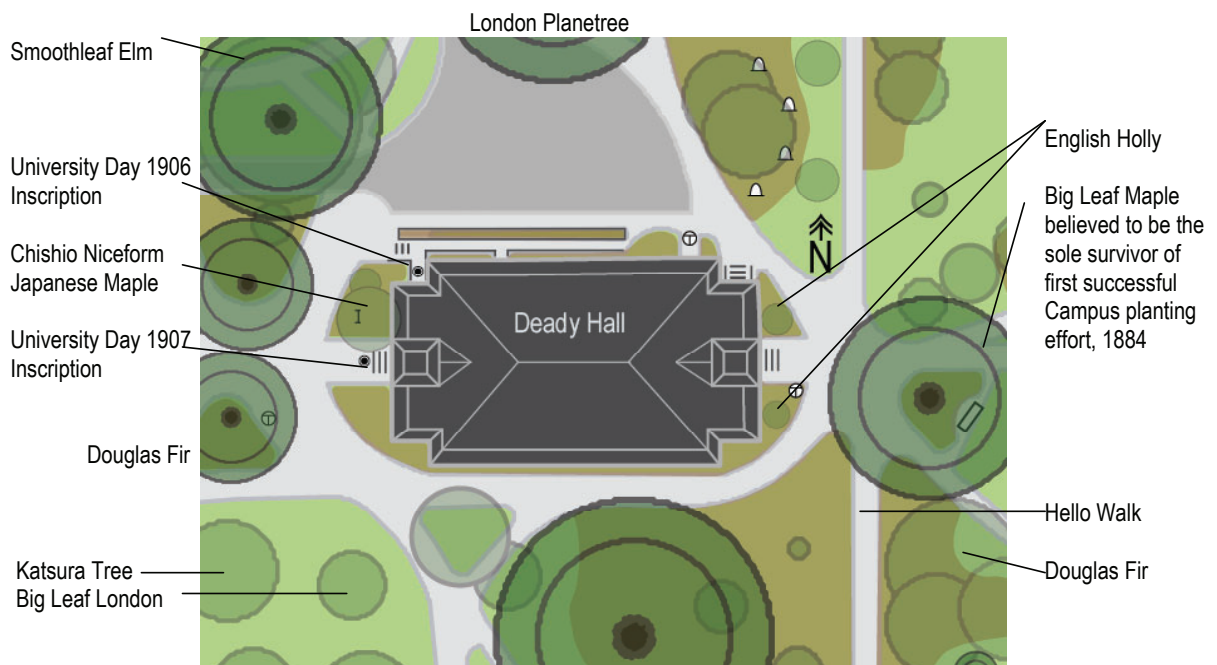 London Planetree
Smoothleaf Elm
University Day 1906
Inscription
Chishio Niceform
Japanese Maple
University Day 1907
Inscription
Douglas Fir
Katsura Tree
Big Leaf London
I
Deady Hall
N
English Holly
Big Leaf Maple
believed to be the
sole survivor of
first successful
Campus planting
effort, 1884
Hello Walk
Douglas Fir